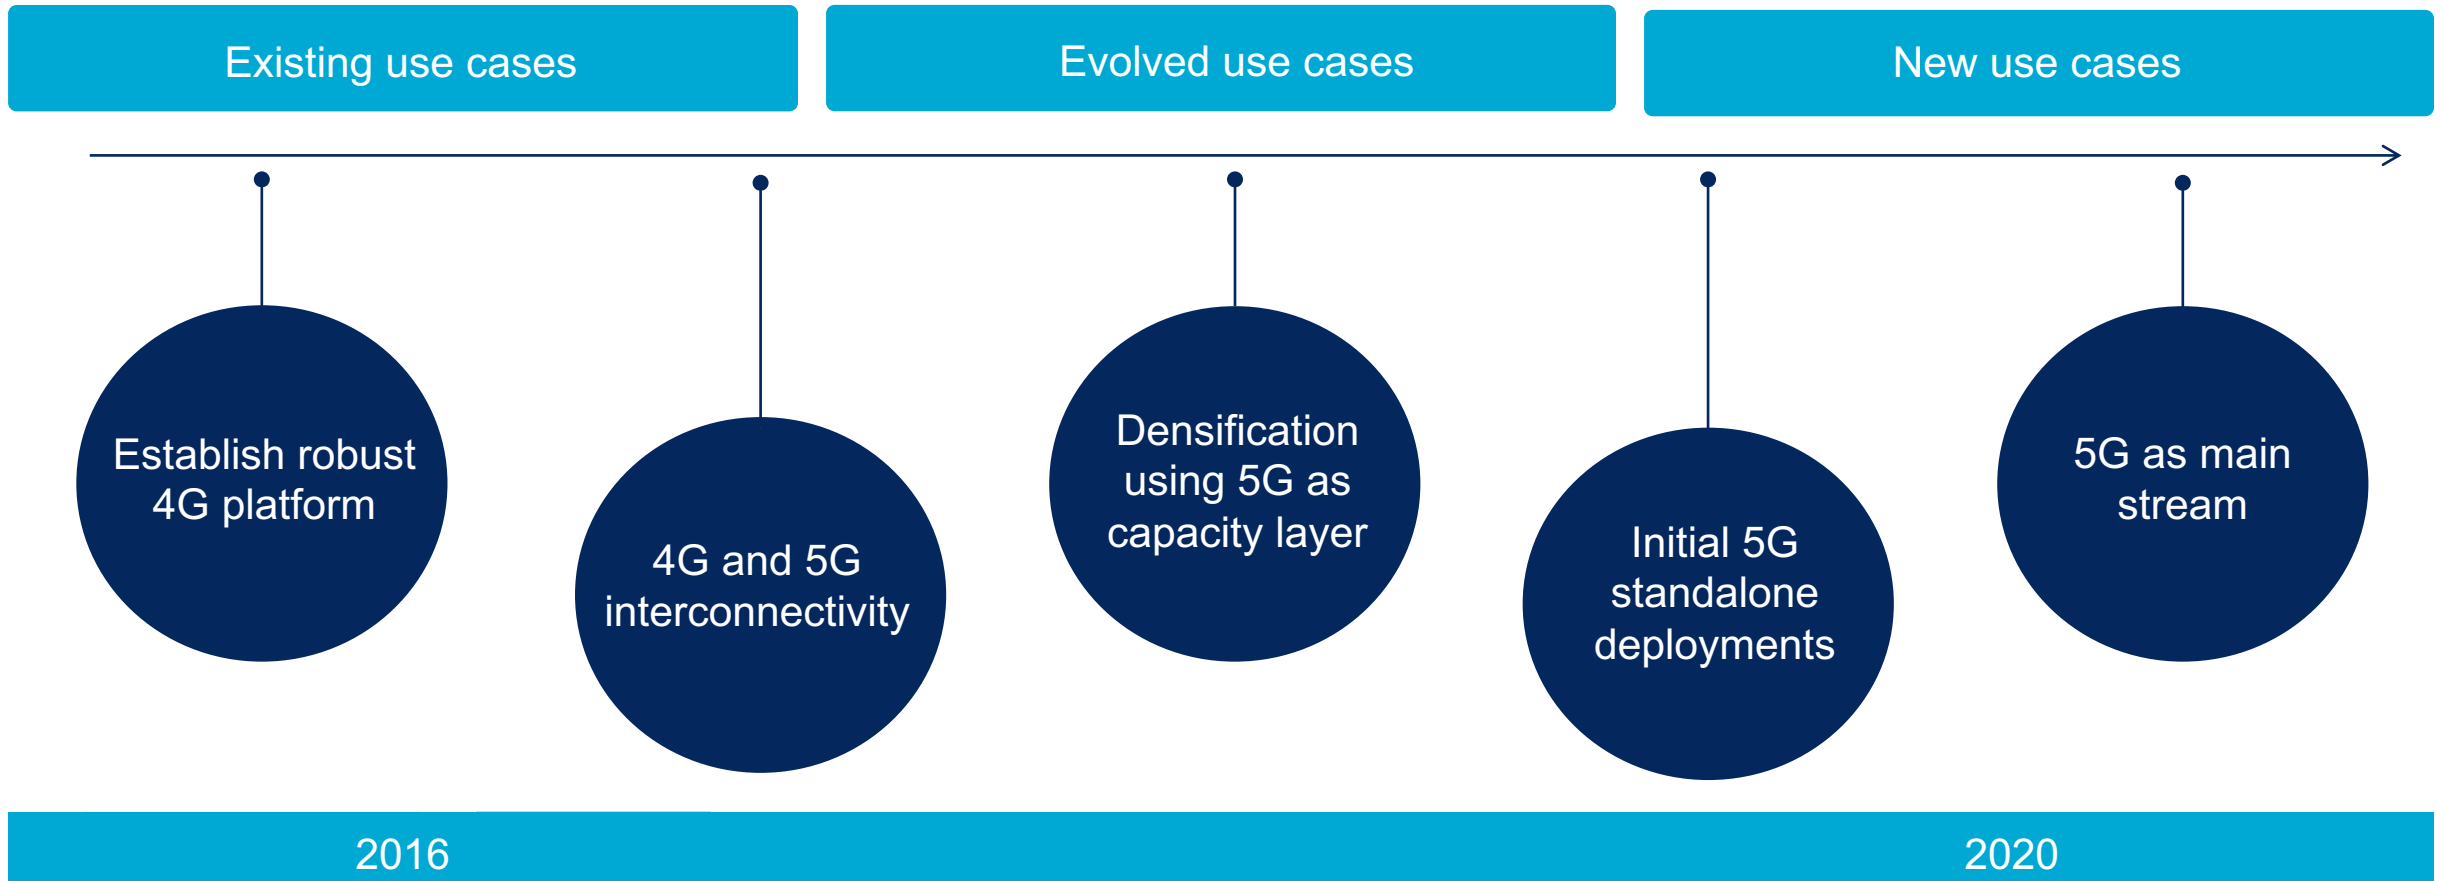 Existing use cases
Evolved use cases
New use cases
Establish robust
4G platform
4G and 5G
interconnectivity
Densification
using 5G as
capacity layer
Initial 5G
standalone
deployments
5G as main
stream
2016
2020